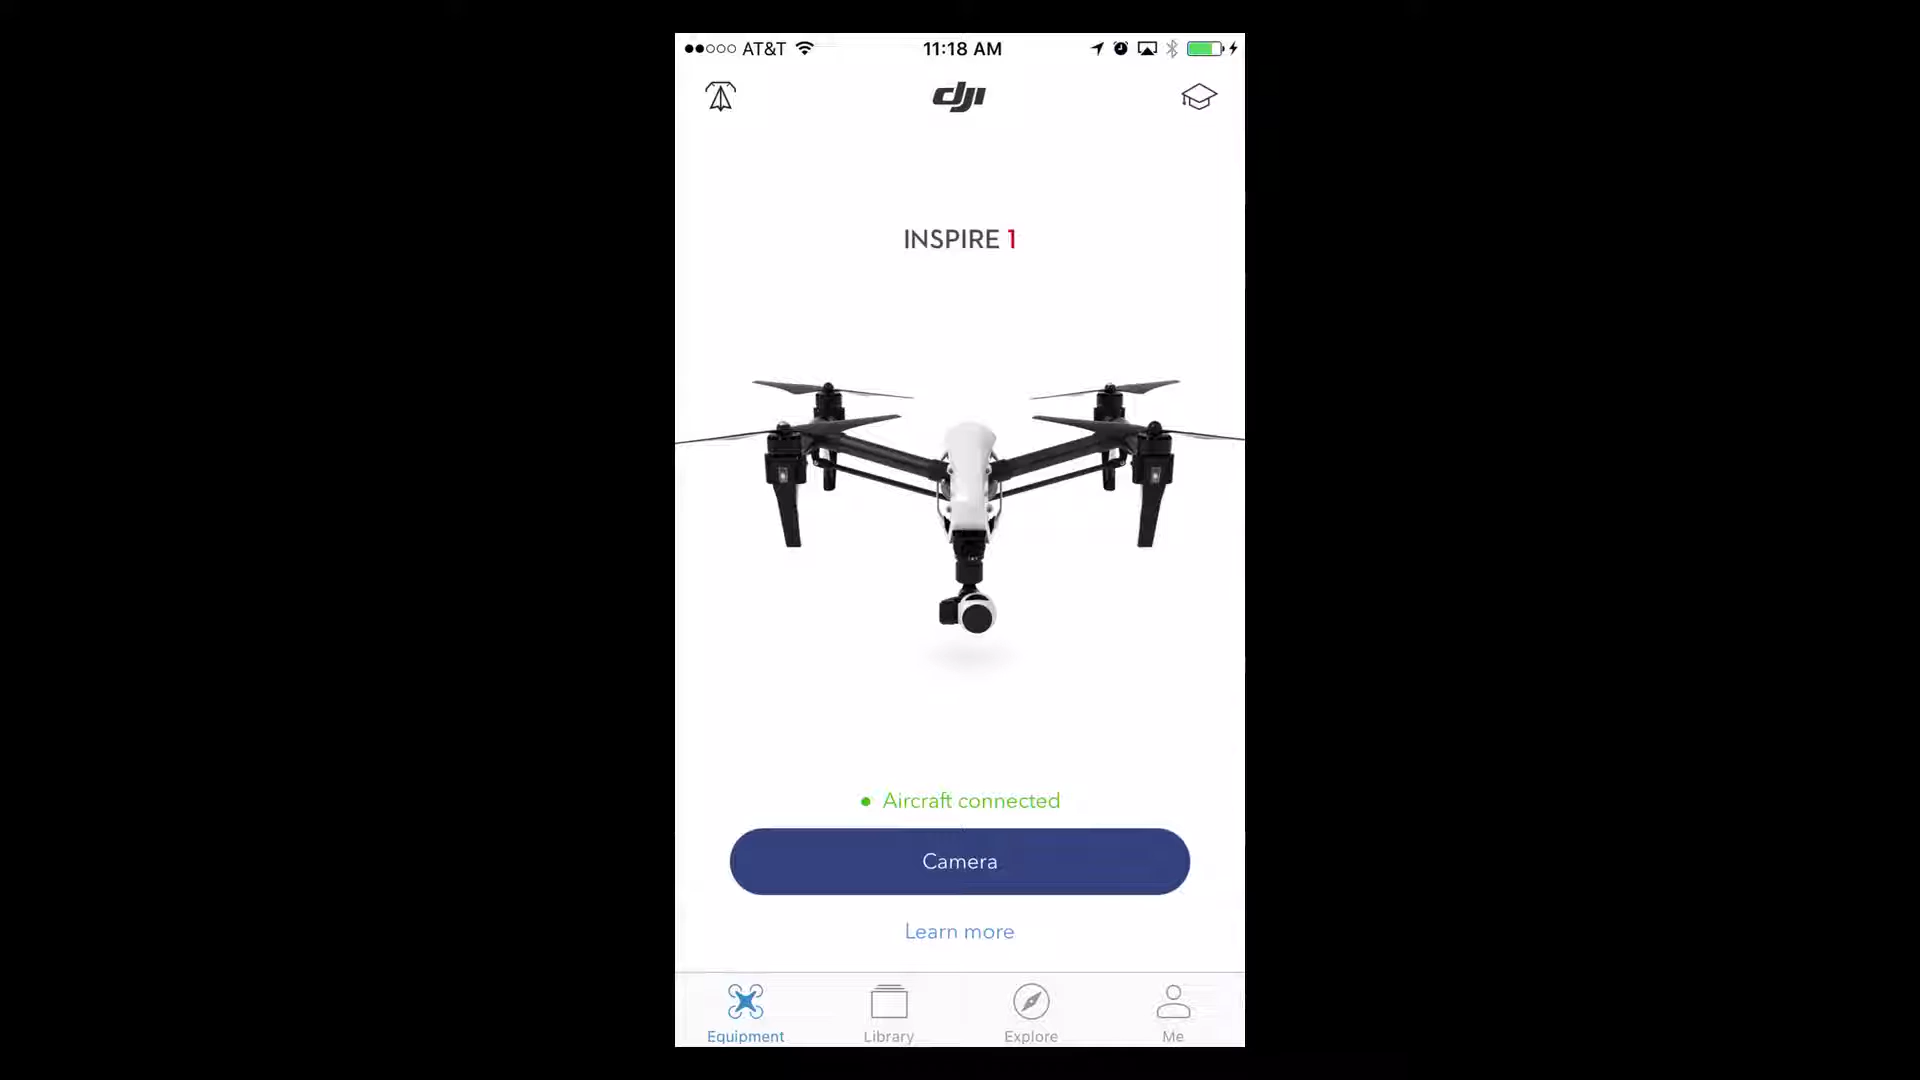 AT&T 11:18 AM
dji
INSPIRE 1
Aircraft connected
Camera
Learn more
Equipment Library Explore Me